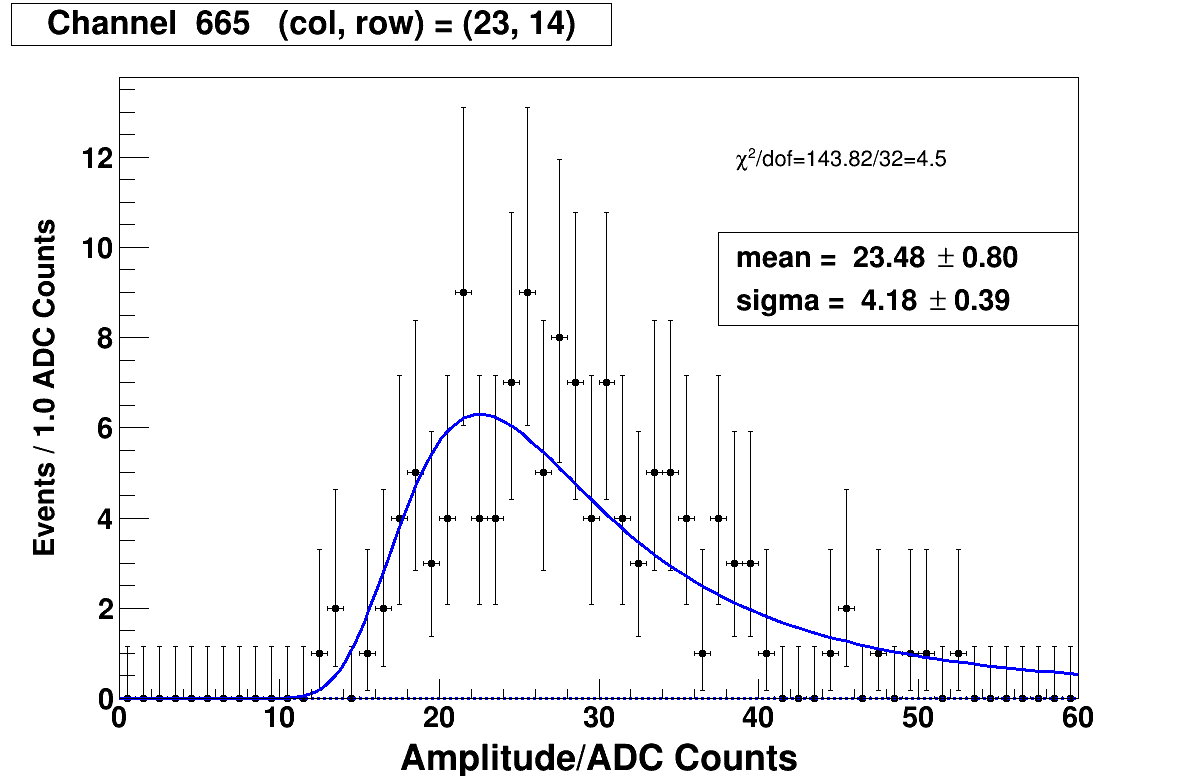 Channel 665 (col, row) = (23, 14)
χ²/dof=143.82/32=4.5
mean = 23.48 ± 0.80
sigma = 4.18 ± 0.39
Events / 1.0 ADC Counts
12
10
8
6
4
2
0
0 10 20 30 40 50 60
Amplitude/ADC Counts